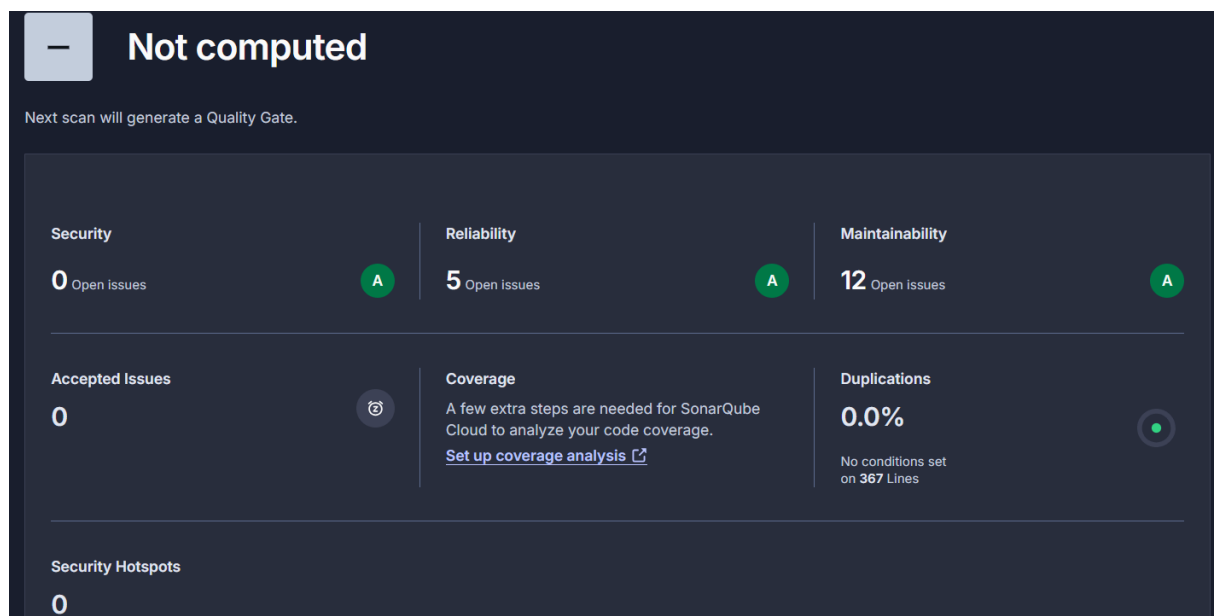 Not computed
Next scan will generate a Quality Gate.
Security
0 Open issues
A
Reliability
5 Open issues
A
Maintainability
12 Open issues
A
Accepted Issues
0
Coverage
A few extra steps are needed for SonarQube
Cloud to analyze your code coverage.
Set up coverage analysis
Duplications
0.0%
No conditions set
on 367 Lines
Security Hotspots
0